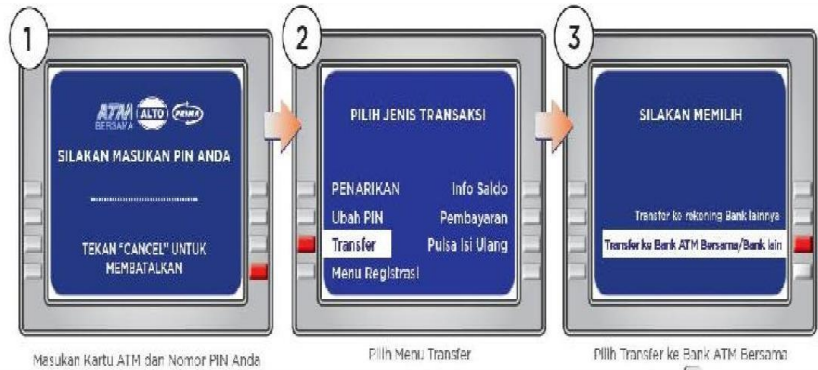 1
ATM BERSAMA ALTO PRIMA
SILAKAN MASUKAN PIN ANDA
TEKAN "CANCEL" UNTUK
MEMBATALKAN
Masukan Kartu ATM dan Nomor PIN Anda
2
PILIH JENIS TRANSAKSI
PENARIKAN Info Saldo
Ubah PIN Pembayaran
Transfer Pulsa Isi Ulang
Menu Registrasi
Pilih Menu Transfer
3
SILAKAN MEMILIH
Transfer ke rekening Bank lainnya
Transfer ke Bank ATM Bersama/Bank lain
Pilih Transfer ke Bank ATM Bersama